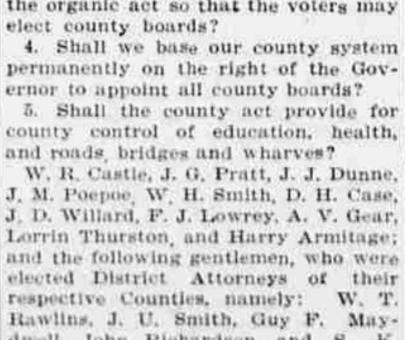 the organic act so that the voters may
elect county boards?
4. Shall we base our county system
permanently on the right of the Gov-
ernor to appoint all county boards?
5. Shall the county act provide for
county control of education, health,
and roads, bridges and wharves?
W. R. Castle, J. G. Pratt, J. J. Dunne,
J. M. Poepoe, W. H. Smith, D. H. Case,
J. D. Willard, F. J. Lowrey, A. V. Gear,
Lorrin Thurston, and Harry Armitage;
and the following gentlemen, who were
elected District Attorneys of their
respective Counties, namely: W. T.
Rawlins, J. U. Smith, Guy F. May-
John Richardson and S. K.